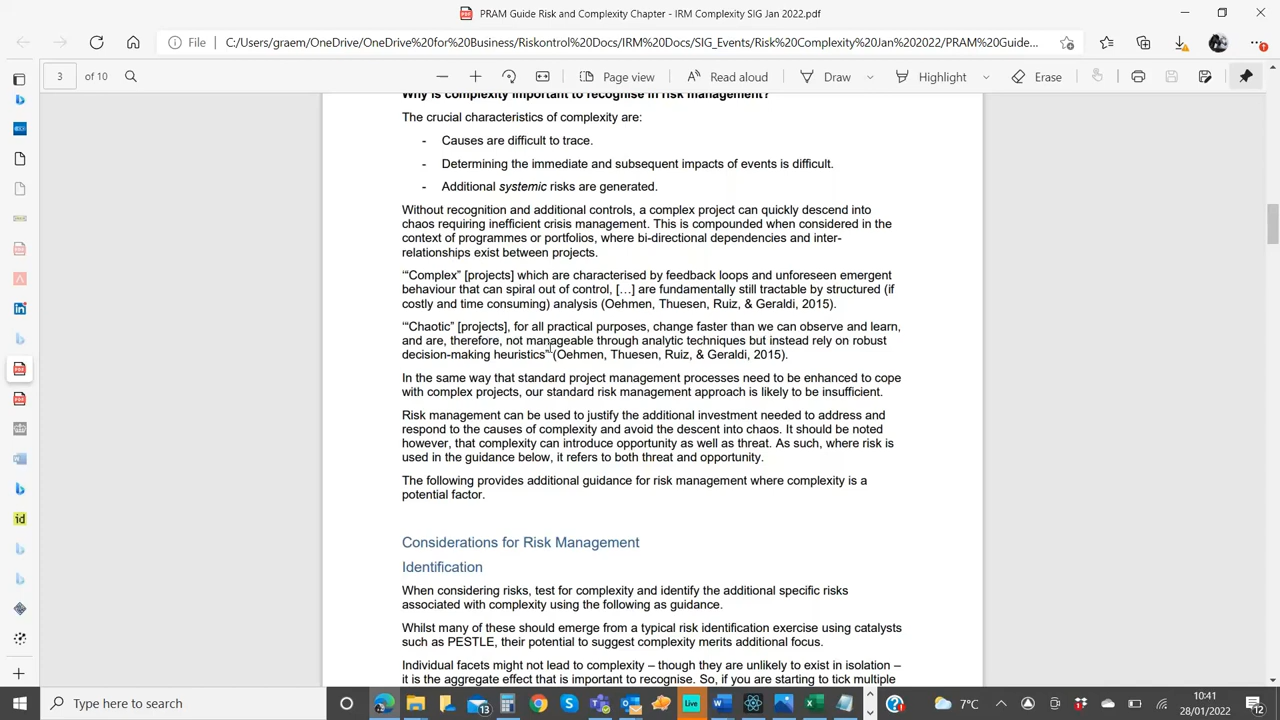 PRAM Guide Risk and Complexity Chapter - IRM Complexity SIG Jan 2022.pdf
File C:/Users/graem/OneDrive/OneDrive%20for%20Business/Riskontrol%20Docs/IRM%20Docs/SIG_Events/Risk%20Complexity%20Jan%202022/PRAM%20Guide...
3 of 10 Page view Read aloud Draw Highlight Erase
Why is complexity important to recognise in risk management?
The crucial characteristics of complexity are:
- Causes are difficult to trace.
- Determining the immediate and subsequent impacts of events is difficult.
- Additional systemic risks are generated.
Without recognition and additional controls, a complex project can quickly descend into
chaos requiring inefficient crisis management. This is compounded when considered in the
context of programmes or portfolios, where bi-directional dependencies and inter-
relationships exist between projects.
‘“Complex” [projects] which are characterised by feedback loops and unforeseen emergent
behaviour that can spiral out of control, […] are fundamentally still tractable by structured (if
costly and time consuming) analysis (Oehmen, Thuesen, Ruiz, & Geraldi, 2015).
‘“Chaotic” [projects], for all practical purposes, change faster than we can observe and learn,
and are, therefore, not manageable through analytic techniques but instead rely on robust
decision-making heuristics” (Oehmen, Thuesen, Ruiz, & Geraldi, 2015).
In the same way that standard project management processes need to be enhanced to cope
with complex projects, our standard risk management approach is likely to be insufficient.
Risk management can be used to justify the additional investment needed to address and
respond to the causes of complexity and avoid the descent into chaos. It should be noted
however, that complexity can introduce opportunity as well as threat. As such, where risk is
used in the guidance below, it refers to both threat and opportunity.
The following provides additional guidance for risk management where complexity is a
potential factor.
Considerations for Risk Management
Identification
When considering risks, test for complexity and identify the additional specific risks
associated with complexity using the following as guidance.
Whilst many of these should emerge from a typical risk identification exercise using catalysts
such as PESTLE, their potential to suggest complexity merits additional focus.
Individual facets might not lead to complexity – though they are unlikely to exist in isolation –
it is the aggregate effect that is important to recognise. So, if you are starting to tick multiple
id
Type here to search
13
Live
7°C
10:41
28/01/2022
12